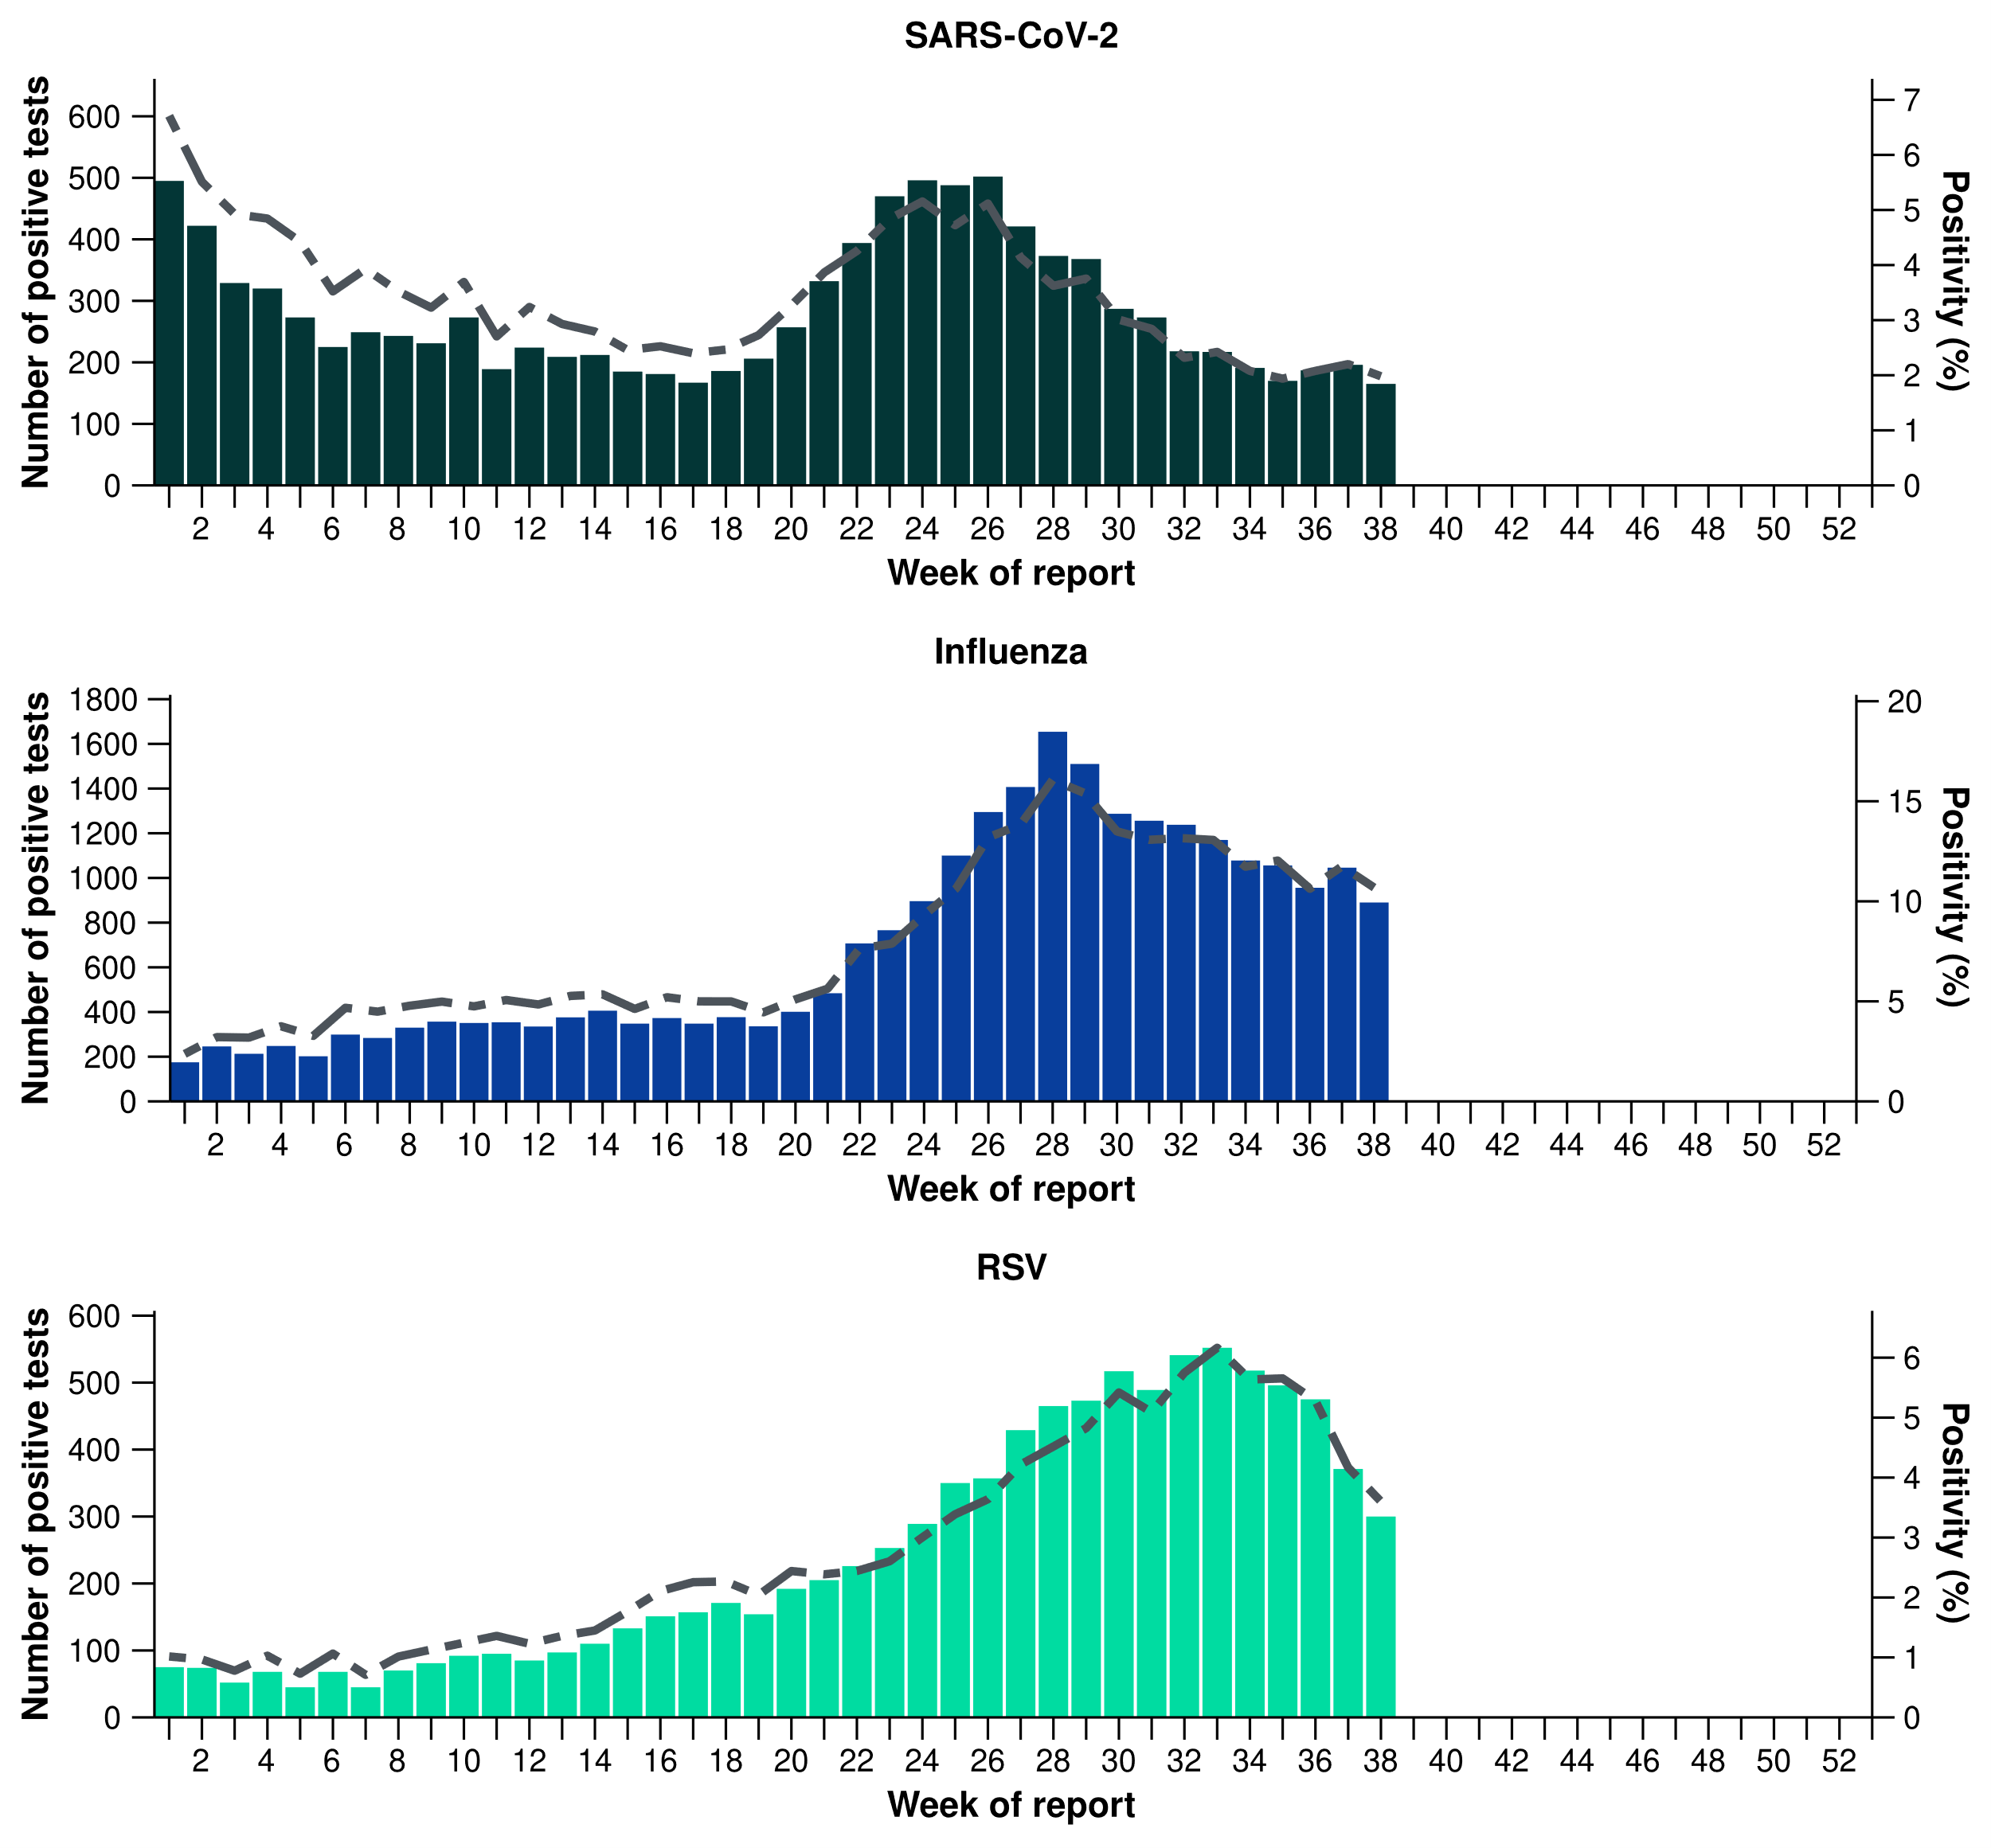 SARS-CoV-2
Number of positive tests
600
500
400
300
200
100
0
7
6
5
4
3
2
1
0
Positivity (%)
2 4 6 8 10 12 14 16 18 20 22 24 26 28 30 32 34 36 38 40 42 44 46 48 50 52
Week of report
Influenza
Number of positive tests
1800
1600
1400
1200
1000
800
600
400
200
0
20
15
10
5
0
Positivity (%)
2 4 6 8 10 12 14 16 18 20 22 24 26 28 30 32 34 36 38 40 42 44 46 48 50 52
Week of report
RSV
Number of positive tests
600
500
400
300
200
100
0
6
5
4
3
2
1
0
Positivity (%)
2 4 6 8 10 12 14 16 18 20 22 24 26 28 30 32 34 36 38 40 42 44 46 48 50 52
Week of report